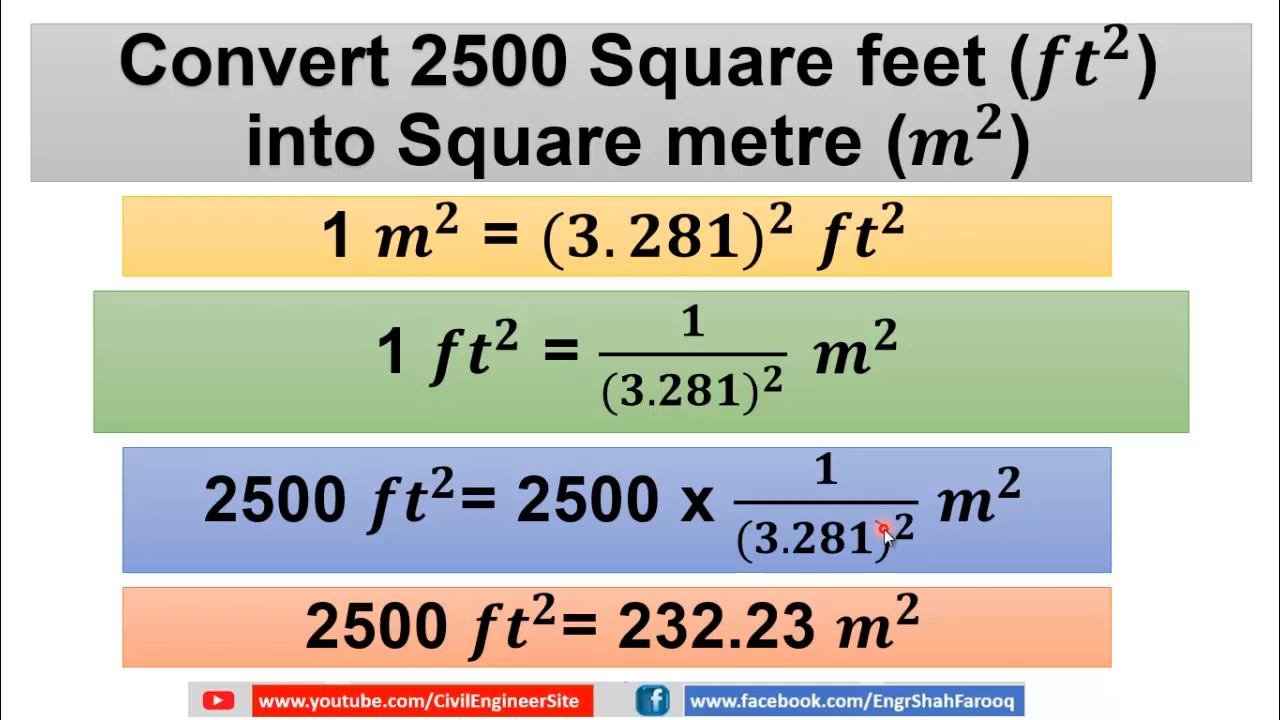 Convert 2500 Square feet (ft²)
into Square metre (m²)
1 m² = (3.281)² ft²
1 ft² = 1/(3.281)² m²
2500 ft²= 2500 x 1/(3.281)² m²
2500 ft²= 232.23 m²
www.youtube.com/CivilEngineerSite f www.facebook.com/EngrShahFarooq